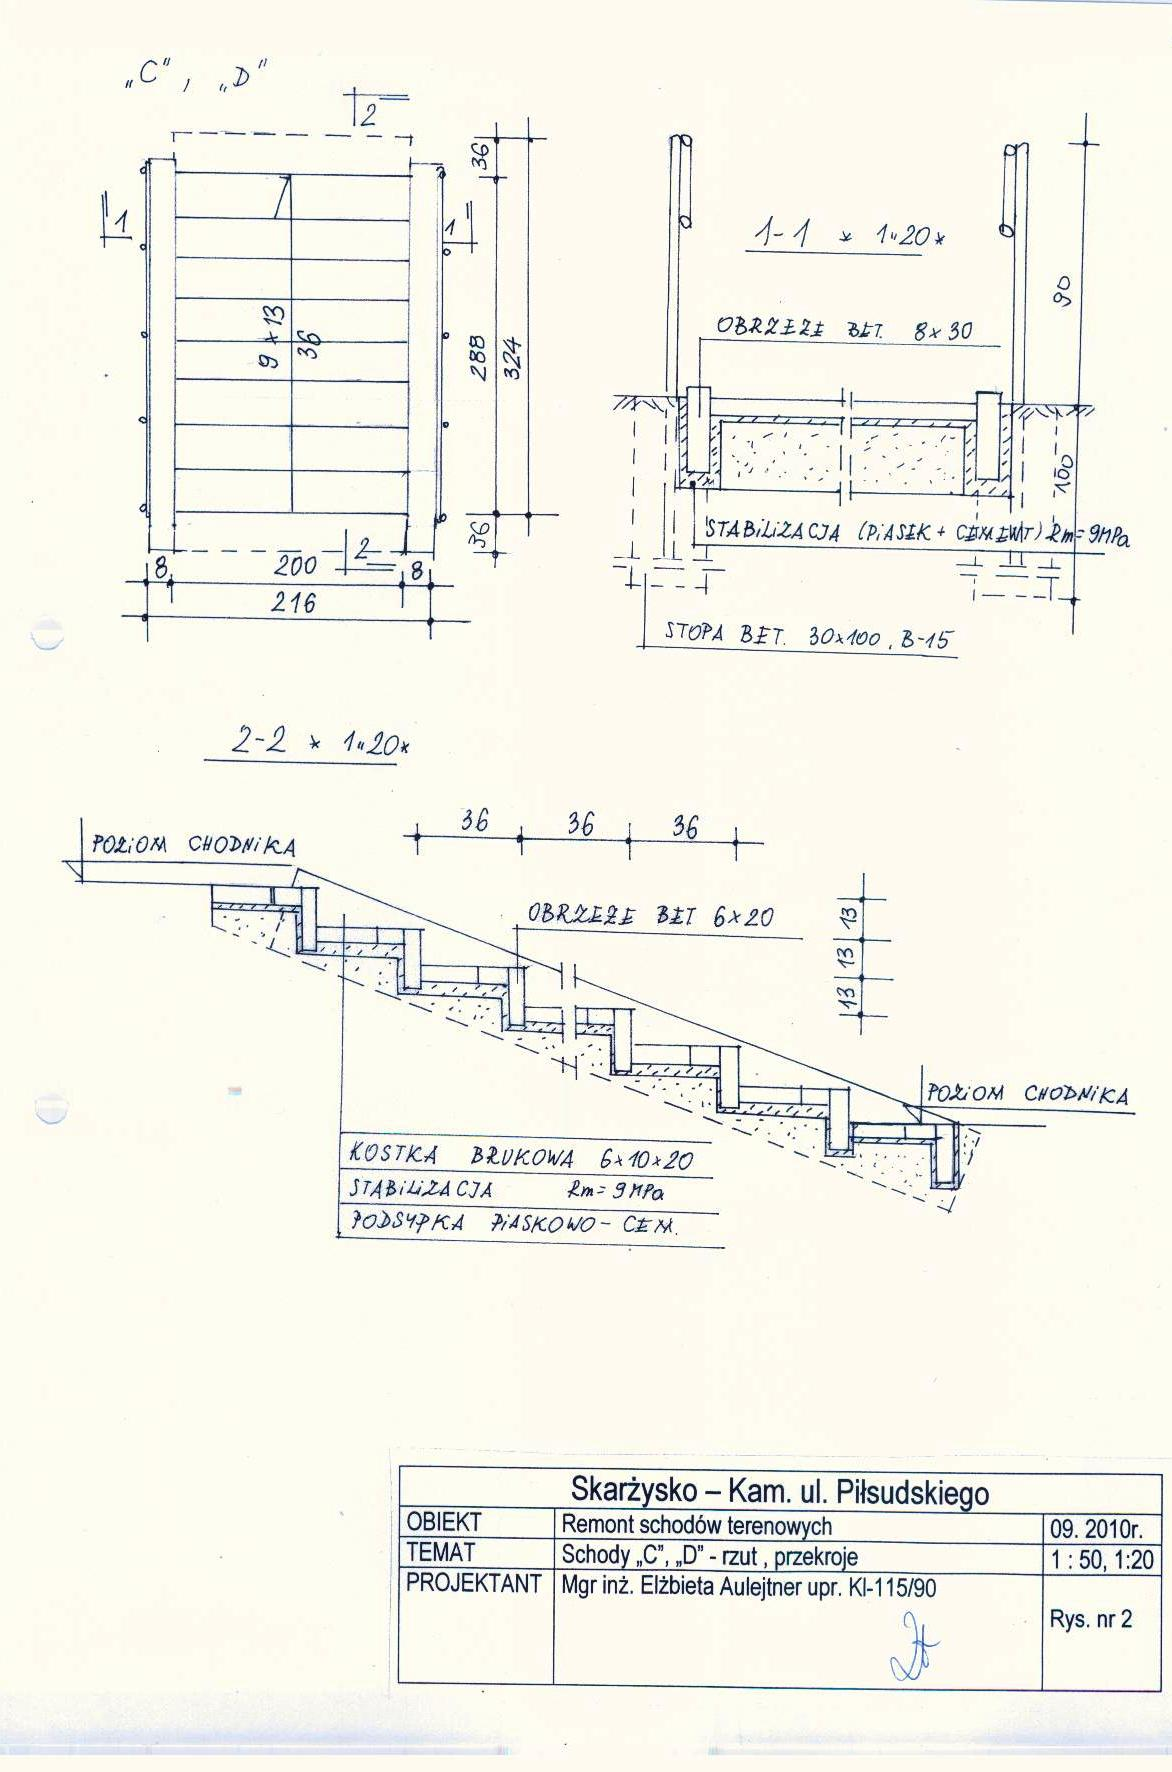 „C”, „D”
2
36
1
1
9 x 13
36
288
324
36
2
8
200
8
216
1-1 * 1"20*
90
OBRZEŻE BET. 8x30
100
STABILIZACJA (PIASEK + CEMENT) Rm=9MPa
STOPA BET. 30x100, B-15
2-2 * 1"20*
36 36 36
POZIOM CHODNIKA
OBRZEŻE BET 6x20
13
13
13
POZIOM CHODNIKA
KOSTKA BRUKOWA 6x10x20
STABILIZACJA Rm=9MPa
PODSYPKA PIASKOWO-CEM.
Skarżysko – Kam. ul. Piłsudskiego
OBIEKT Remont schodów terenowych 09. 2010r.
TEMAT Schody „C”, „D” - rzut , przekroje 1 : 50, 1:20
PROJEKTANT Mgr inż. Elżbieta Aulejtner upr. Kl-115/90
Rys. nr 2